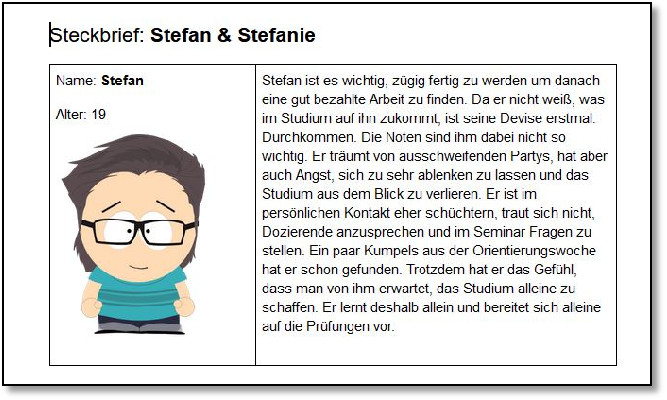 Steckbrief: Stefan & Stefanie
Name: Stefan
Alter: 19
Stefan ist es wichtig, zügig fertig zu werden um danach
eine gut bezahlte Arbeit zu finden. Da er nicht weiß, was
im Studium auf ihn zukommt, ist seine Devise erstmal:
Durchkommen. Die Noten sind ihm dabei nicht so
wichtig. Er träumt von ausschweifenden Partys, hat aber
auch Angst, sich zu sehr ablenken zu lassen und das
Studium aus dem Blick zu verlieren. Er ist im
persönlichen Kontakt eher schüchtern, traut sich nicht,
Dozierende anzusprechen und im Seminar Fragen zu
stellen. Ein paar Kumpels aus der Orientierungswoche
hat er schon gefunden. Trotzdem hat er das Gefühl,
dass man von ihm erwartet, das Studium alleine zu
schaffen. Er lernt deshalb allein und bereitet sich alleine
auf die Prüfungen vor.